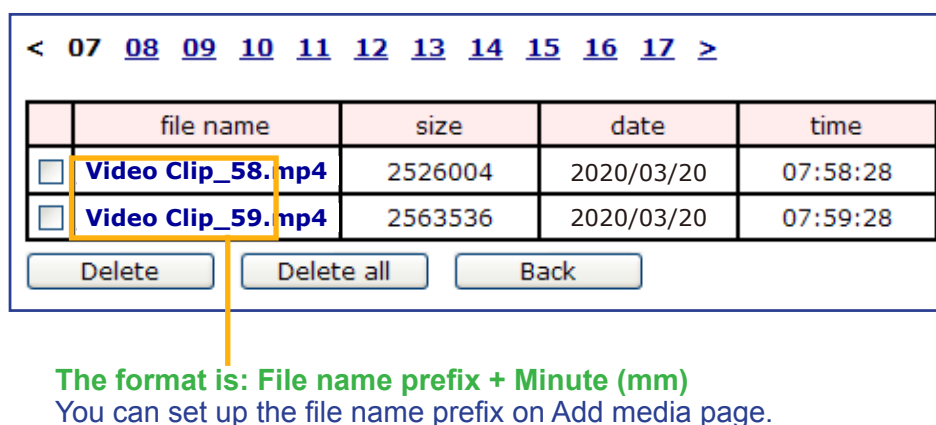 < 07 08 09 10 11 12 13 14 15 16 17 >
file name size date time
Video Clip_58.mp4 2526004 2020/03/20 07:58:28
Video Clip_59.mp4 2563536 2020/03/20 07:59:28
Delete Delete all Back
The format is: File name prefix + Minute (mm)
You can set up the file name prefix on Add media page.